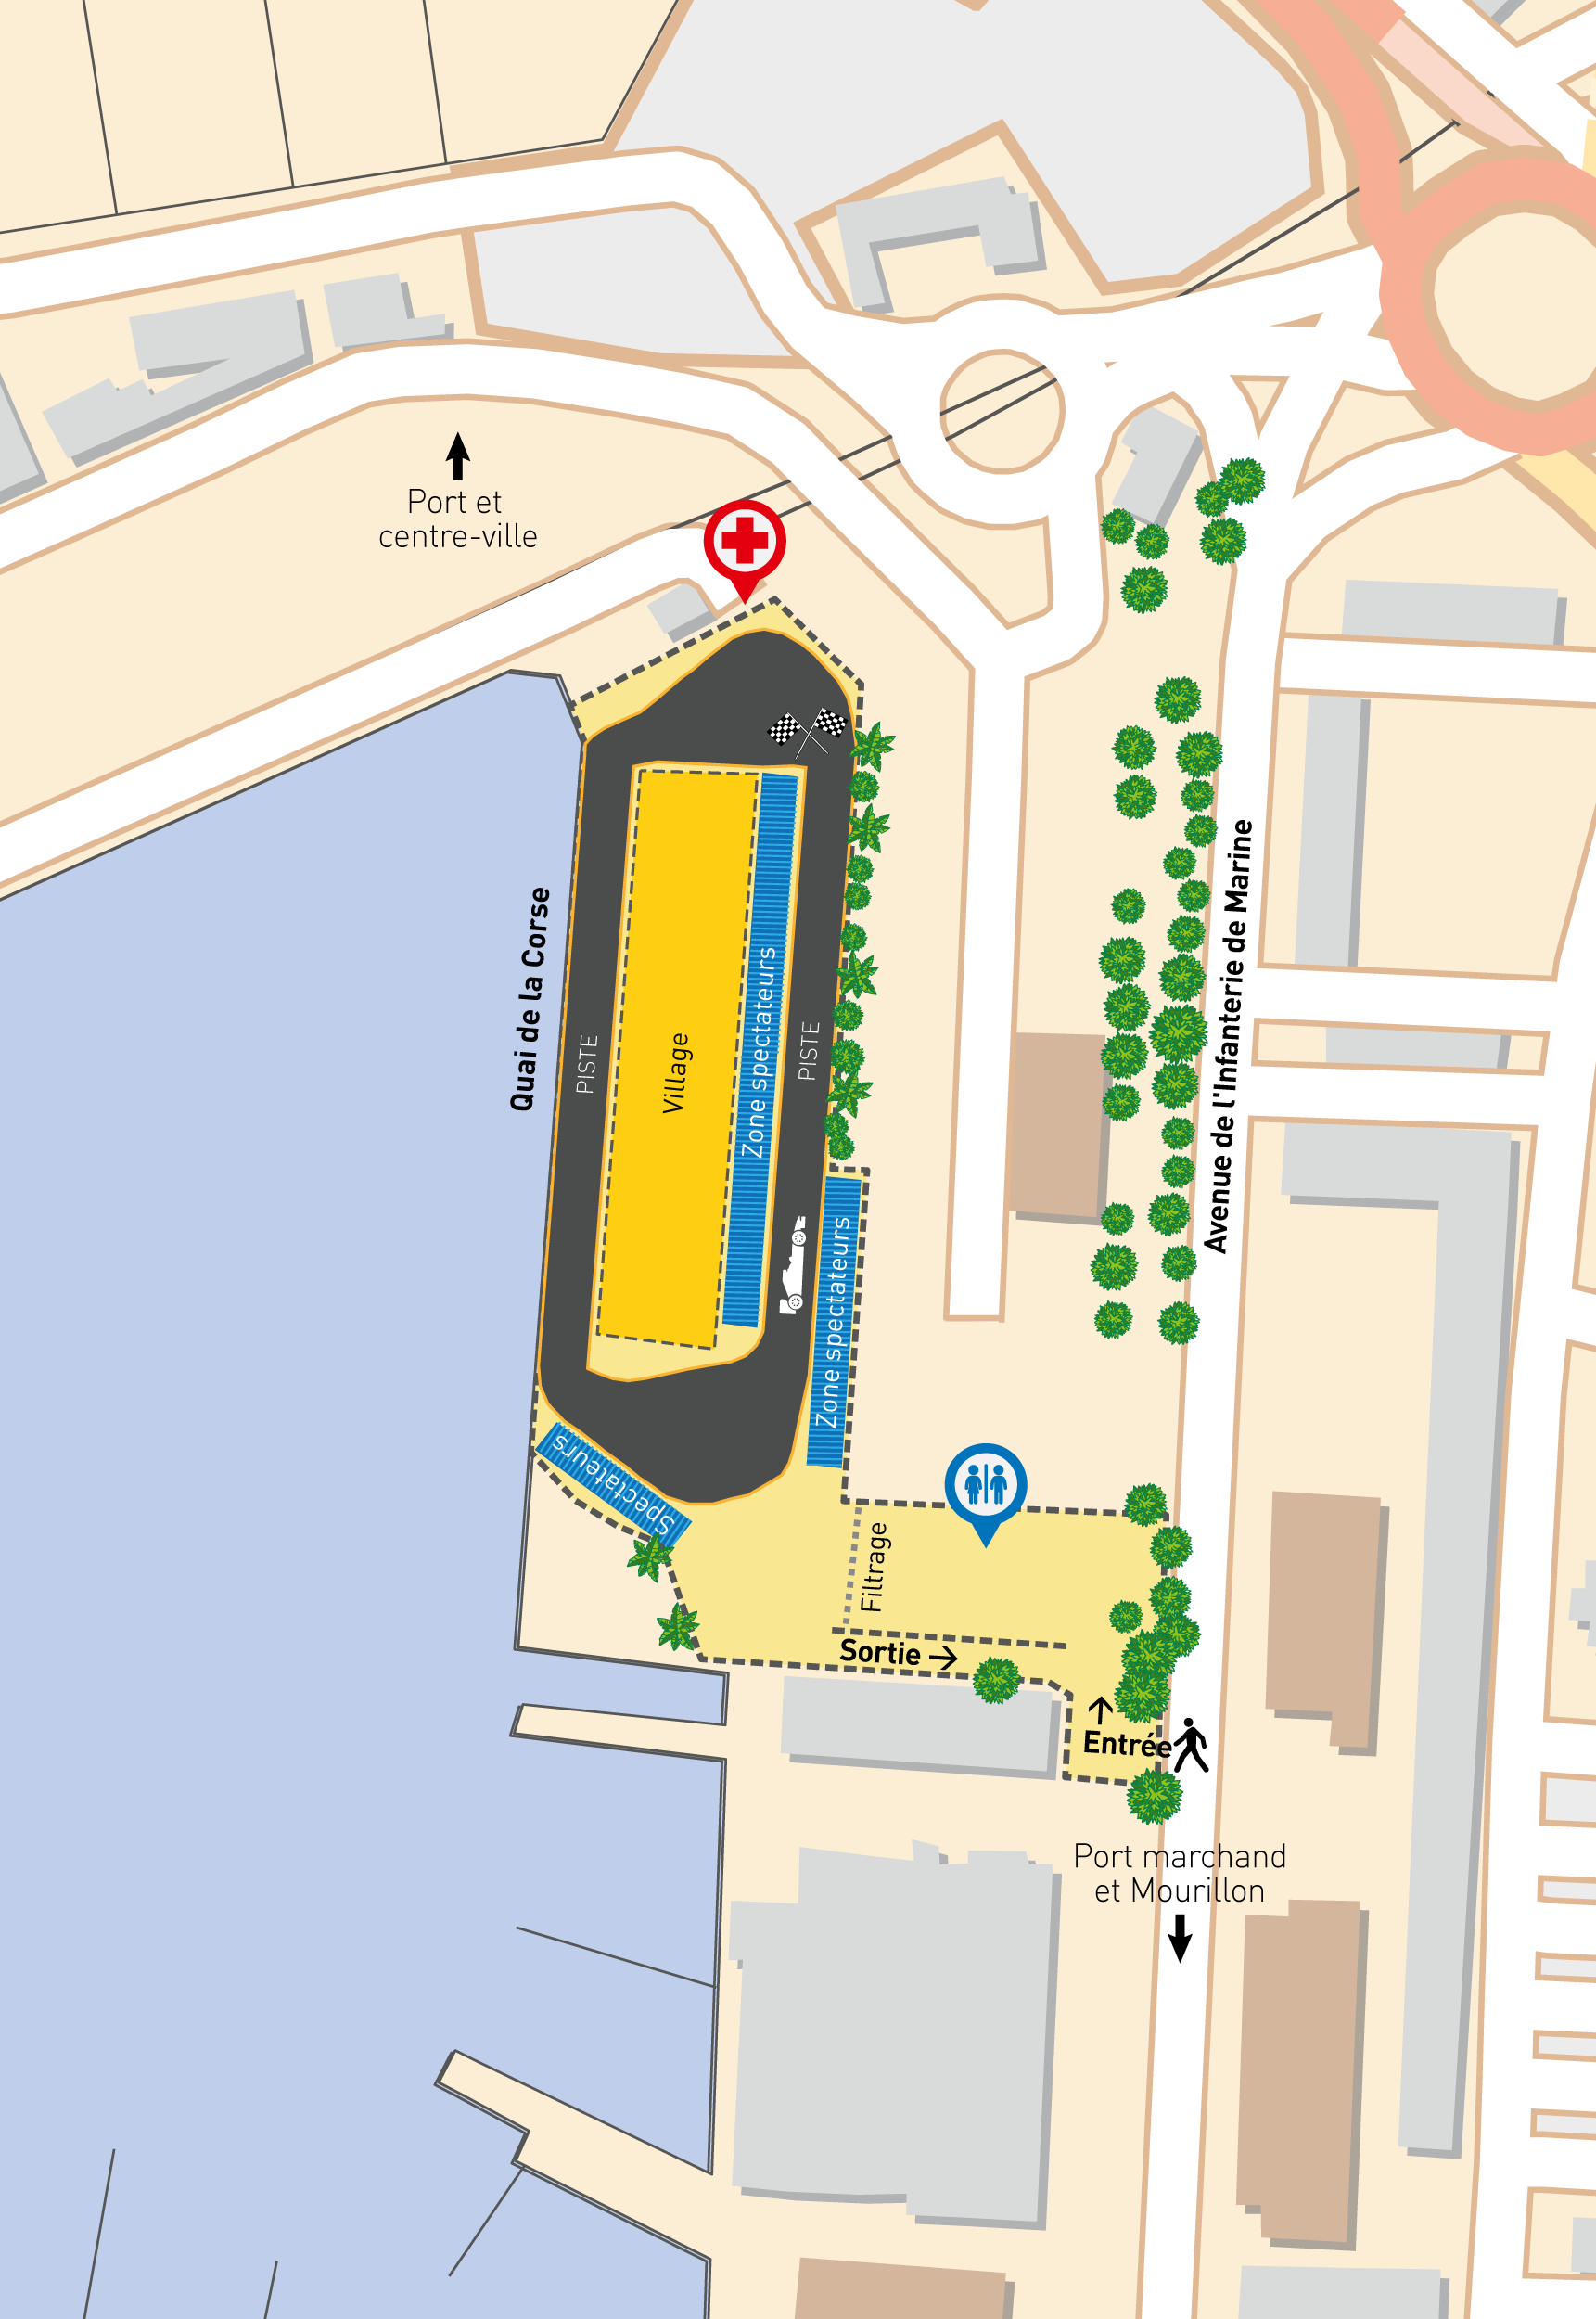 Port et
centre-ville
Quai de la Corse
PISTE
Village
Zone spectateurs
PISTE
Avenue de l'Infanterie de Marine
Zone spectateurs
Spectateurs
Filtrage
Sortie →
↑
Entrée
Port marchand
et Mourillon